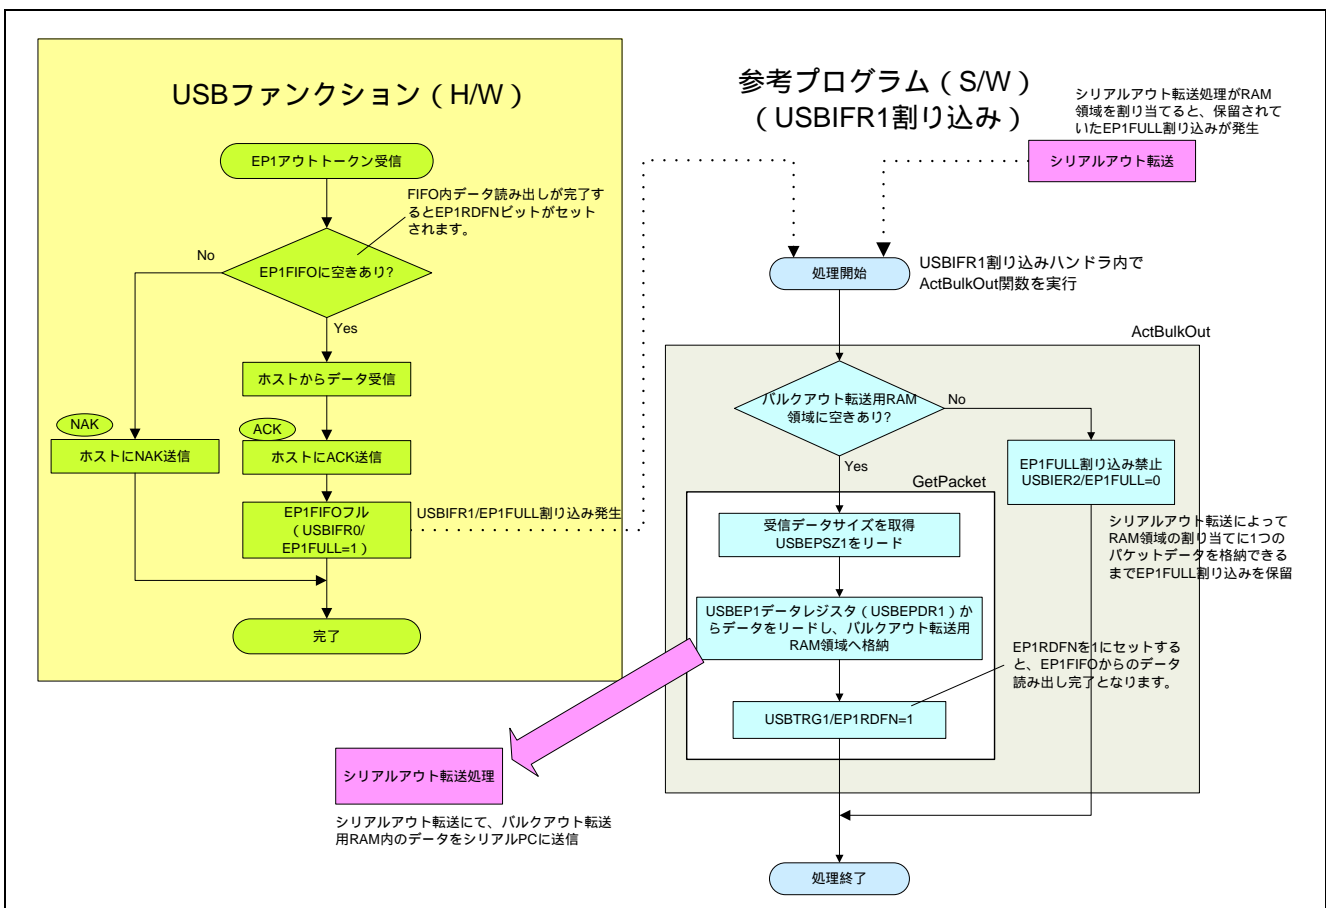 USBファンクション（H/W）
EP1アウトトークン受信
FIFO内データ読み出しが完了す
るとEP1RDFNビットがセット
されます。
No
EP1FIFOに空きあり?
Yes
ホストからデータ受信
NAK
ACK
ホストにNAK送信
ホストにACK送信
EP1FIFOフル
（USBIFR0/
EP1FULL=1）
USBIFR1/EP1FULL割り込み発生
完了
参考プログラム（S/W）
（USBIFR1割り込み）
シリアルアウト転送処理がRAM
領域を割り当てると、保留されて
いたEP1FULL割り込みが発生
シリアルアウト転送
処理開始
USBIFR1割り込みハンドラ内で
ActBulkOut関数を実行
ActBulkOut
バルクアウト転送用RAM
領域に空きあり?
No
Yes
EP1FULL割り込み禁止
USBIER2/EP1FULL=0
シリアルアウト転送によって
RAM領域の割り当てに1つの
パケットデータを格納できる
までEP1FULL割り込みを保留
GetPacket
受信データサイズを取得
USBEPSZ1をリード
USBEP1データレジスタ（USBEPDR1）か
らデータをリードし、バルクアウト転送用
RAM領域へ格納
EP1RDFNを1にセットする
と、EP1FIFOからのデータ
読み出し完了となります。
USBTRG1/EP1RDFN=1
シリアルアウト転送処理
シリアルアウト転送にて、バルクアウト転送
用RAM内のデータをシリアルPCに送信
処理終了